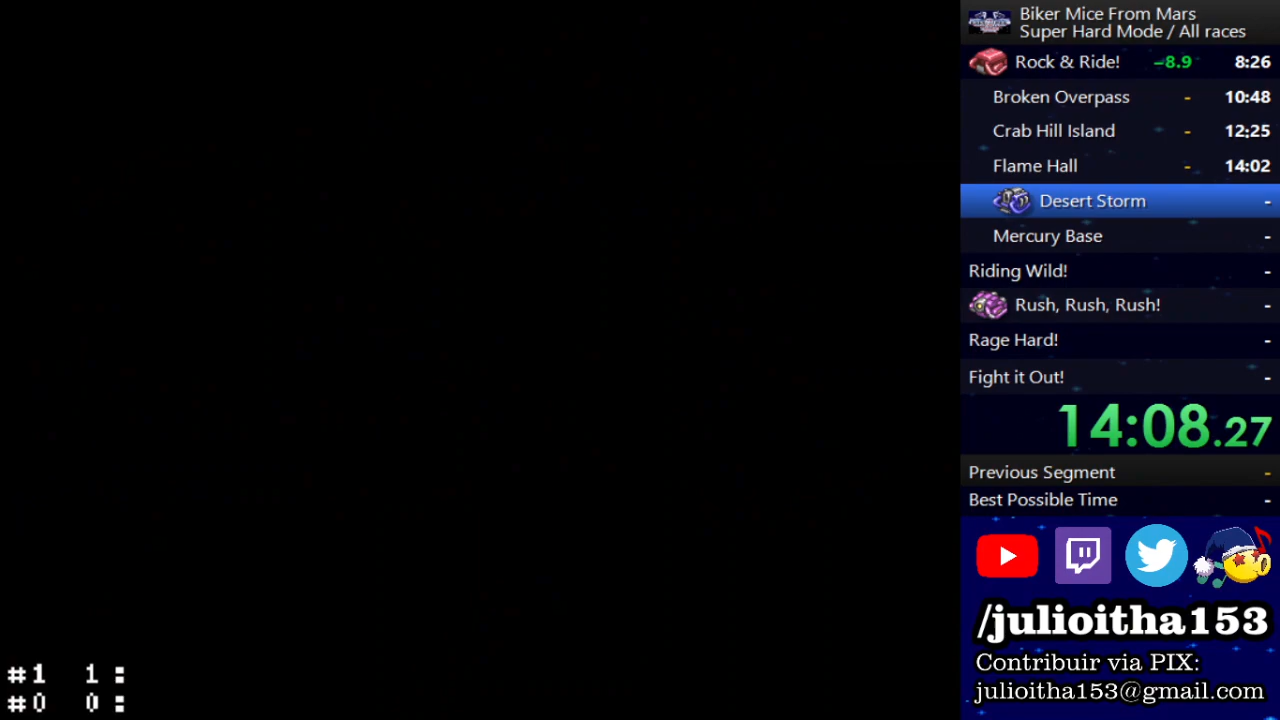 Biker Mice From Mars
Super Hard Mode / All races
Rock & Ride! −8.9 8:26
Broken Overpass - 10:48
Crab Hill Island - 12:25
Flame Hall - 14:02
Desert Storm -
Mercury Base -
Riding Wild! -
Rush, Rush, Rush! -
Rage Hard! -
Fight it Out! -
14:08.27
Previous Segment -
Best Possible Time -
/julioitha153
Contribuir via PIX:
julioitha153@gmail.com
#1 1:
#0 0: